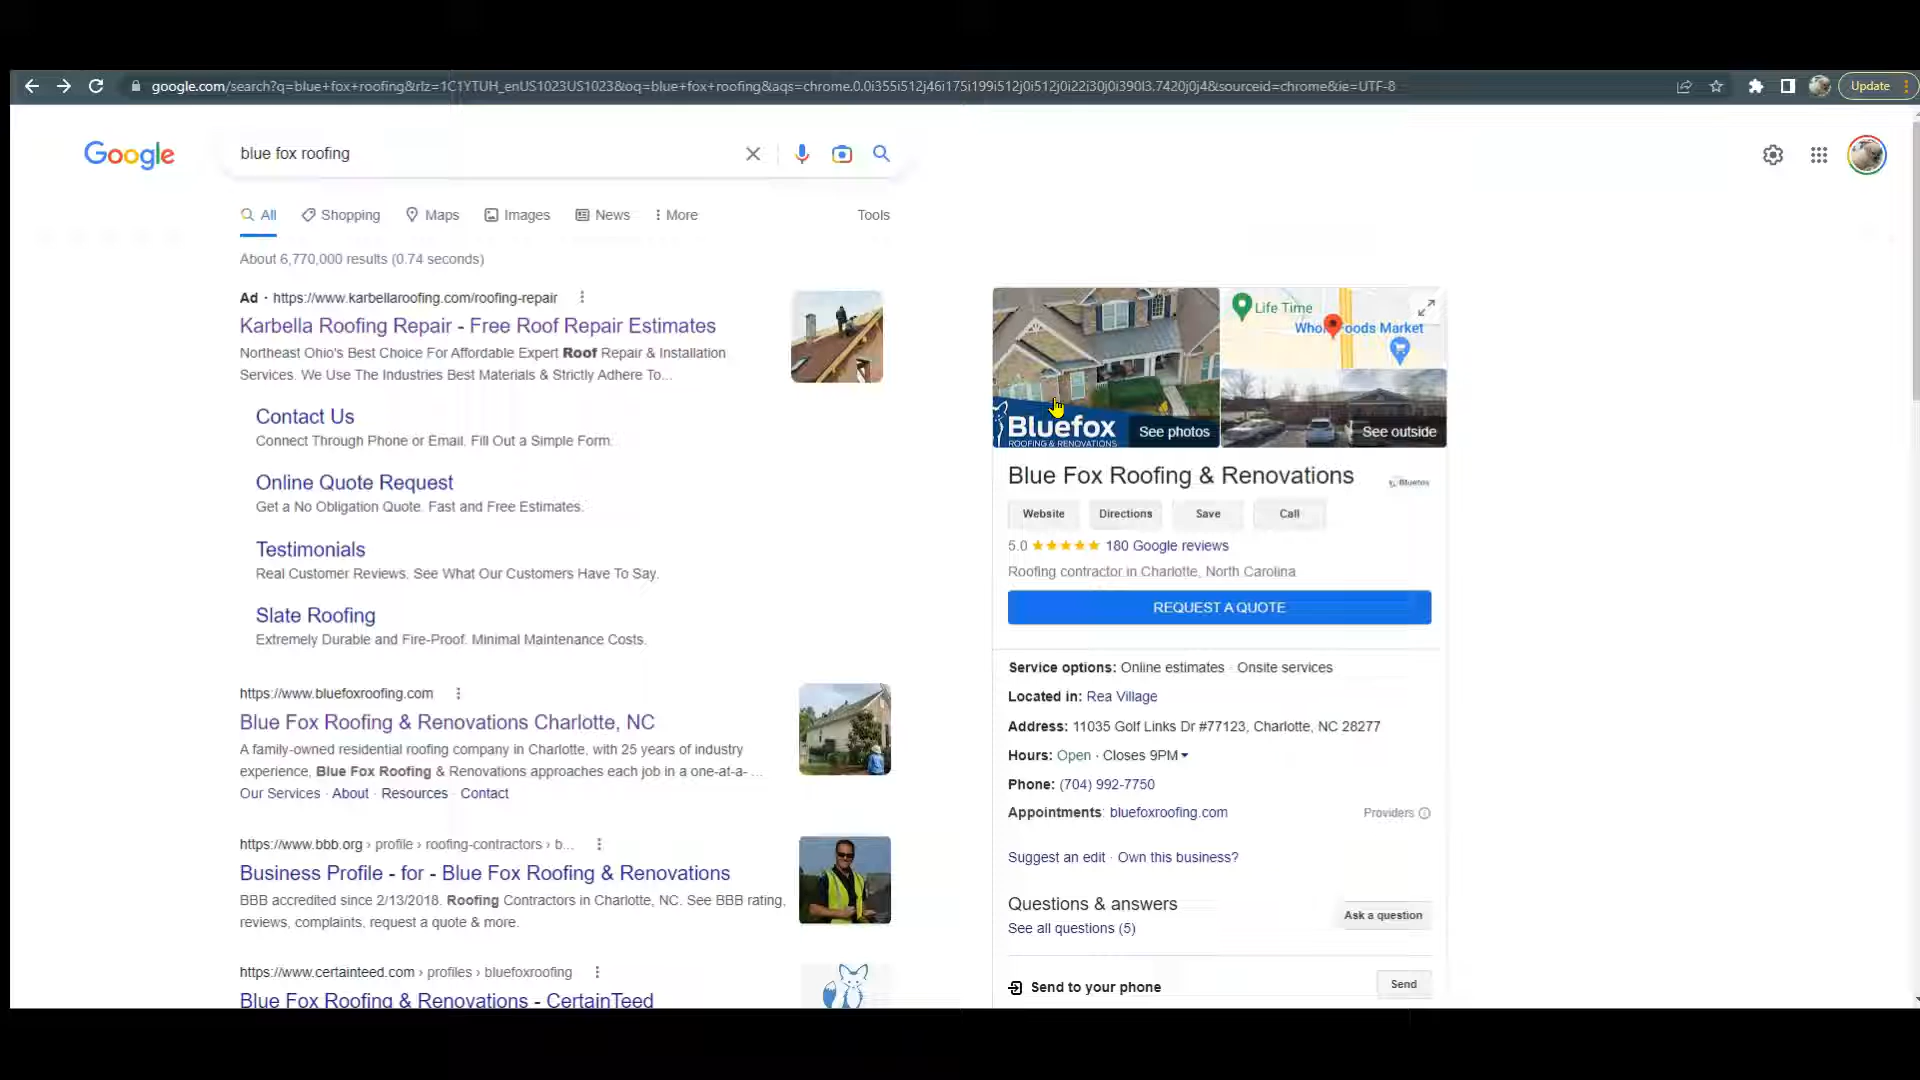 google.com/search?q=blue+fox+roofing&rlz=1C1YTUH_enUS1023US1023&oq=blue+fox+roofing&aqs=chrome.0.0i355i512j46i175i199i512j0i512j0i22i30j0i390l3.7420j0j4&sourceid=chrome&ie=UTF-8
Update
Google
blue fox roofing
All Shopping Maps Images News More Tools
About 6,770,000 results (0.74 seconds)
Ad · https://www.karbellaroofing.com/roofing-repair
Karbella Roofing Repair - Free Roof Repair Estimates
Northeast Ohio's Best Choice For Affordable Expert Roof Repair & Installation
Services. We Use The Industries Best Materials & Strictly Adhere To...
Contact Us
Connect Through Phone or Email. Fill Out a Simple Form.
Online Quote Request
Get a No Obligation Quote. Fast and Free Estimates.
Testimonials
Real Customer Reviews. See What Our Customers Have To Say.
Slate Roofing
Extremely Durable and Fire-Proof. Minimal Maintenance Costs.
https://www.bluefoxroofing.com
Blue Fox Roofing & Renovations Charlotte, NC
A family-owned residential roofing company in Charlotte, with 25 years of industry
experience, Blue Fox Roofing & Renovations approaches each job in a one-at-a- ...
Our Services · About · Resources · Contact
https://www.bbb.org › profile › roofing-contractors › b...
Business Profile - for - Blue Fox Roofing & Renovations
BBB accredited since 2/13/2018. Roofing Contractors in Charlotte, NC. See BBB rating,
reviews, complaints, request a quote & more.
https://www.certainteed.com › profiles › bluefoxroofing
Blue Fox Roofing & Renovations - CertainTeed
Life Time
Whol oods Market
Bluefox
ROOFING & RENOVATIONS
See photos
See outside
Blue Fox Roofing & Renovations
Bluefox
Website Directions Save Call
5.0 180 Google reviews
Roofing contractor in Charlotte, North Carolina
REQUEST A QUOTE
Service options: Online estimates · Onsite services
Located in: Rea Village
Address: 11035 Golf Links Dr #77123, Charlotte, NC 28277
Hours: Open · Closes 9PM
Phone: (704) 992-7750
Appointments: bluefoxroofing.com
Providers
Suggest an edit · Own this business?
Questions & answers
See all questions (5)
Ask a question
Send to your phone
Send